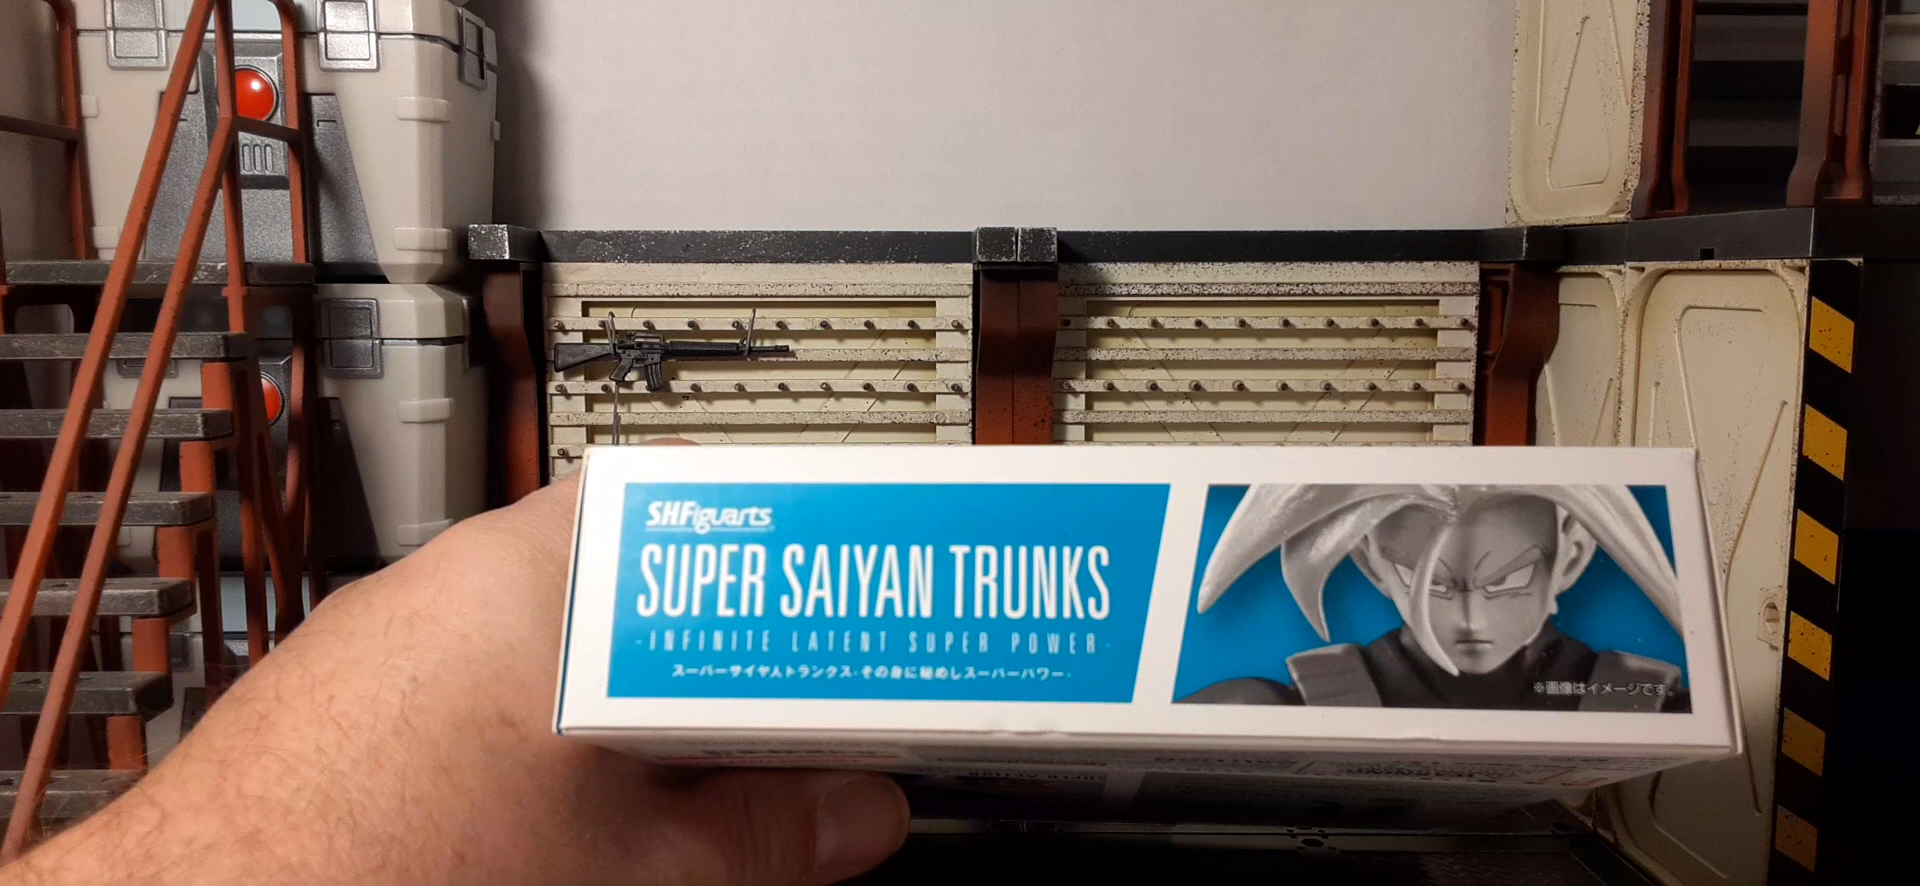 SHFiguarts
SUPER SAIYAN TRUNKS
-INFINITE LATENT SUPER POWER-
スーパーサイヤ人トランクス-その身に秘めしスーパーパワー-
※画像はイメージです。